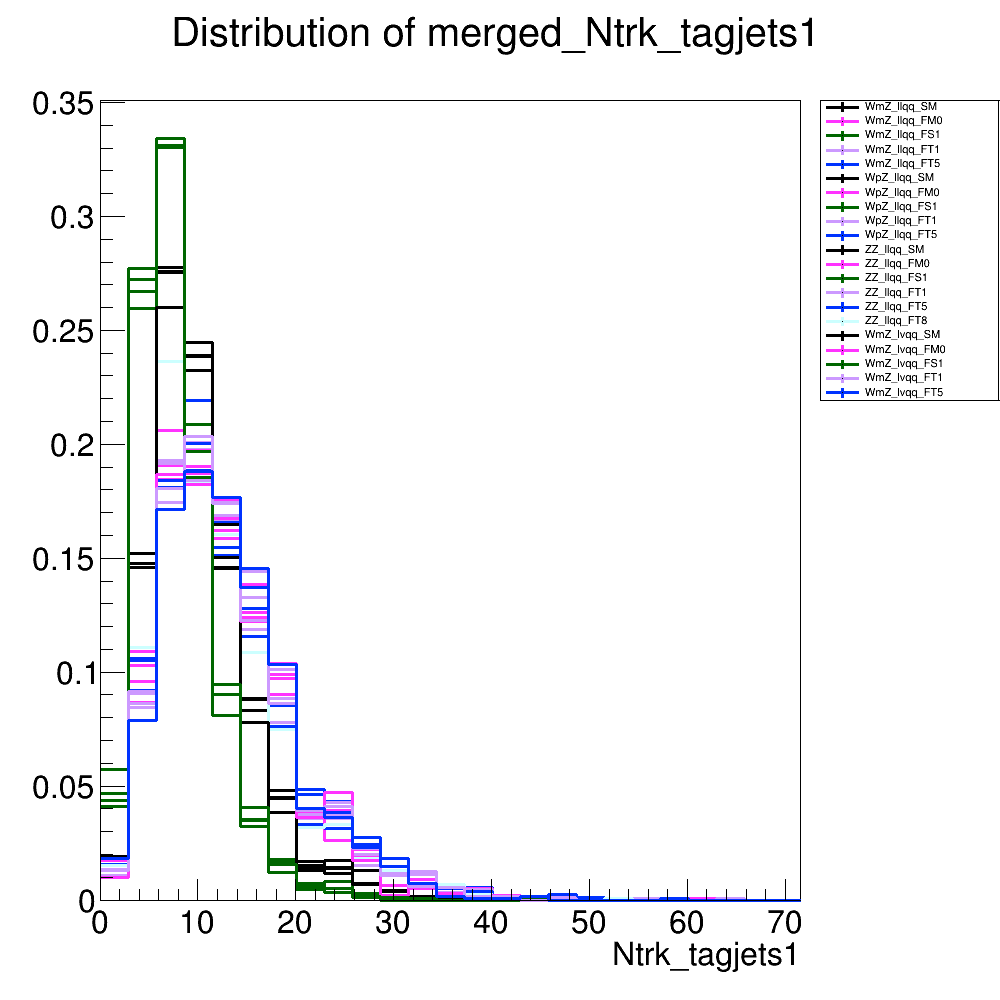 Distribution of merged_Ntrk_tagjets1
0.35
0.3
0.25
0.2
0.15
0.1
0.05
0
0 10 20 30 40 50 60 70
Ntrk_tagjets1
WmZ_llqq_SM
WmZ_llqq_FM0
WmZ_llqq_FS1
WmZ_llqq_FT1
WmZ_llqq_FT5
WpZ_llqq_SM
WpZ_llqq_FM0
WpZ_llqq_FS1
WpZ_llqq_FT1
WpZ_llqq_FT5
ZZ_llqq_SM
ZZ_llqq_FM0
ZZ_llqq_FS1
ZZ_llqq_FT1
ZZ_llqq_FT5
ZZ_llqq_FT8
WmZ_lvqq_SM
WmZ_lvqq_FM0
WmZ_lvqq_FS1
WmZ_lvqq_FT1
WmZ_lvqq_FT5